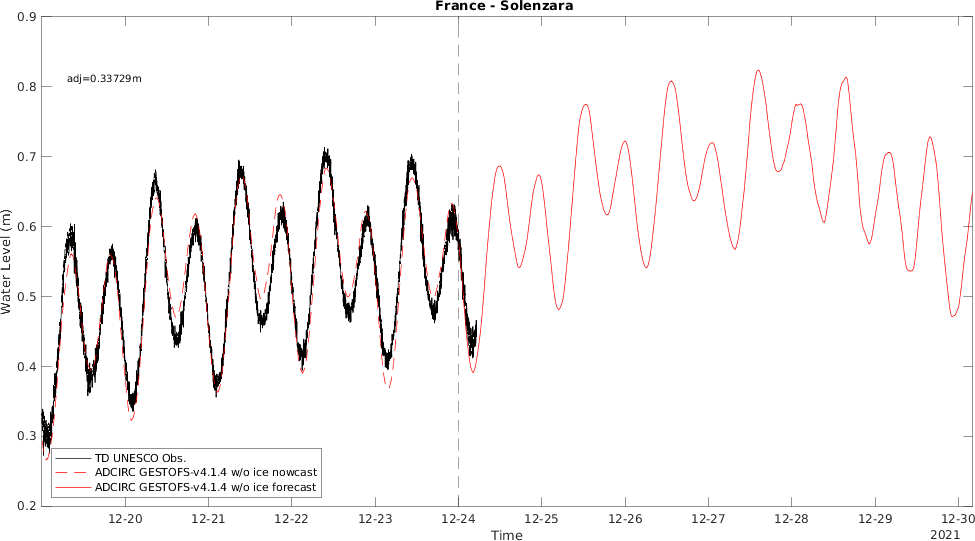 France - Solenzara
0.9
0.8
0.7
0.6
0.5
0.4
0.3
0.2
Water Level (m)
adj=0.33729m
TD UNESCO Obs.
ADCIRC GESTOFS-v4.1.4 w/o ice nowcast
ADCIRC GESTOFS-v4.1.4 w/o ice forecast
12-20 12-21 12-22 12-23 12-24 12-25 12-26 12-27 12-28 12-29 12-30
Time
2021